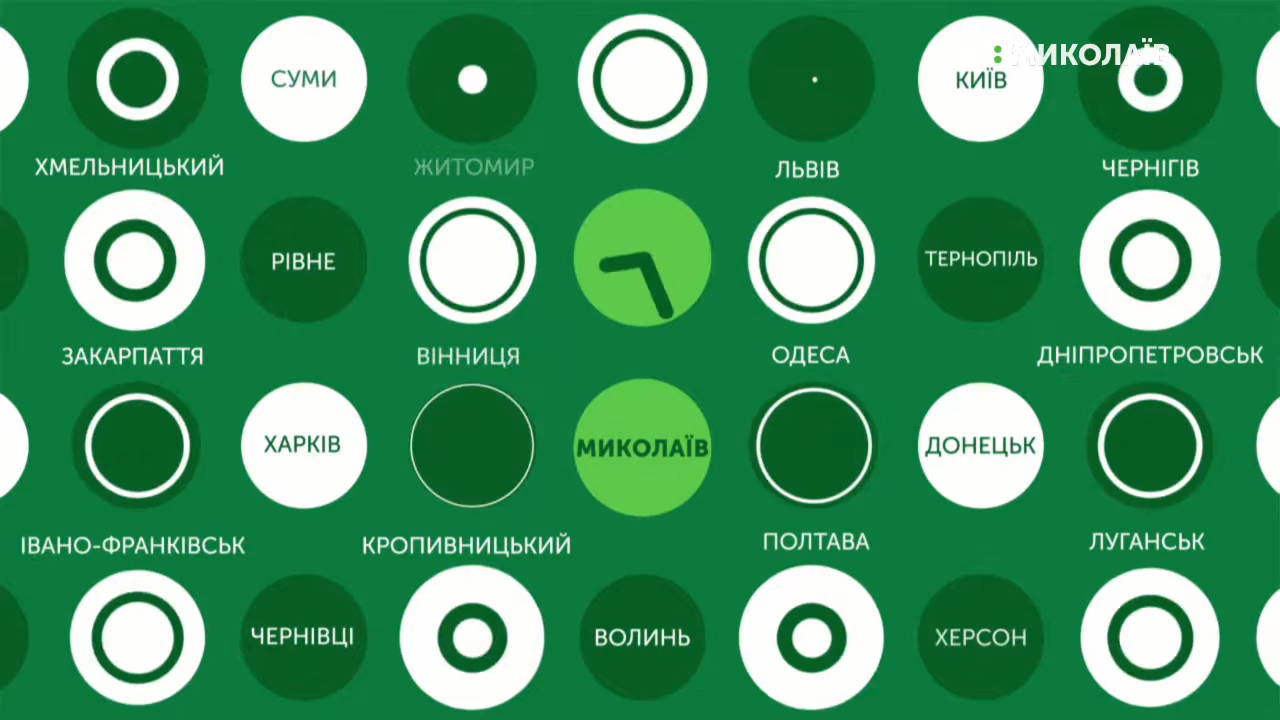 : МИКОЛАЇВ
СУМИ
КИЇВ
ХМЕЛЬНИЦЬКИЙ
ЖИТОМИР
ЛЬВІВ
ЧЕРНІГІВ
РІВНЕ
ТЕРНОПІЛЬ
ЗАКАРПАТТЯ
ВІННИЦЯ
ОДЕСА
ДНІПРОПЕТРОВСЬК
ХАРКІВ
МИКОЛАЇВ
ДОНЕЦЬК
ІВАНО-ФРАНКІВСЬК
КРОПИВНИЦЬКИЙ
ПОЛТАВА
ЛУГАНСЬК
ЧЕРНІВЦІ
ВОЛИНЬ
ХЕРСОН